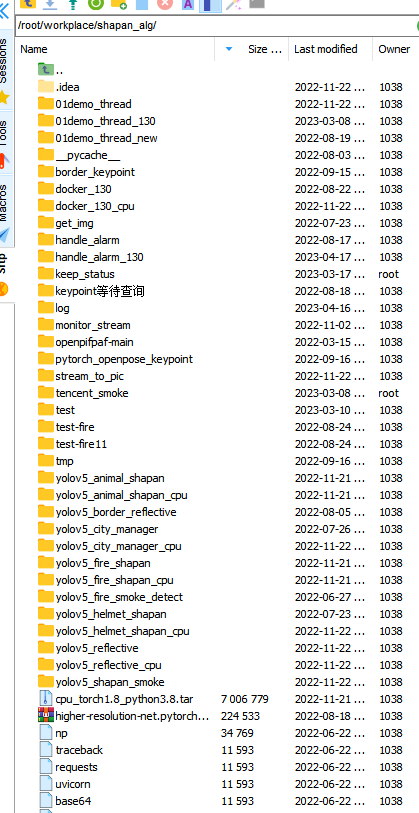 /root/workplace/shapan_alg/
Sessions
Tools
Macros
Sftp
Name Size ... Last modified Owner
..
.idea 2022-11-22 ... 1038
01demo_thread 2022-11-22 ... 1038
01demo_thread_130 2023-03-08 ... 1038
01demo_thread_new 2022-08-19 ... 1038
__pycache__ 2022-08-03 ... 1038
border_keypoint 2022-09-15 ... 1038
docker_130 2022-08-22 ... 1038
docker_130_cpu 2022-11-22 ... 1038
get_img 2022-07-23 ... 1038
handle_alarm 2022-08-17 ... 1038
handle_alarm_130 2023-04-17 ... 1038
keep_status 2023-03-17 ... root
keypoint等待查询 2022-08-18 ... 1038
log 2023-04-16 ... 1038
monitor_stream 2022-11-02 ... 1038
openpifpaf-main 2022-03-15 ... 1038
pytorch_openpose_keypoint 2022-09-16 ... 1038
stream_to_pic 2022-11-22 ... 1038
tencent_smoke 2023-03-08 ... root
test 2023-03-10 ... 1038
test-fire 2022-08-24 ... 1038
test-fire11 2022-08-24 ... 1038
tmp 2022-09-16 ... 1038
yolov5_animal_shapan 2022-11-21 ... 1038
yolov5_animal_shapan_cpu 2022-11-21 ... 1038
yolov5_border_reflective 2022-08-05 ... 1038
yolov5_city_manager 2022-07-26 ... 1038
yolov5_city_manager_cpu 2022-11-22 ... 1038
yolov5_fire_shapan 2022-11-21 ... 1038
yolov5_fire_shapan_cpu 2022-11-21 ... 1038
yolov5_fire_smoke_detect 2022-06-27 ... 1038
yolov5_helmet_shapan 2022-07-23 ... 1038
yolov5_helmet_shapan_cpu 2022-11-22 ... 1038
yolov5_reflective 2022-11-22 ... 1038
yolov5_reflective_cpu 2022-11-22 ... 1038
yolov5_shapan_smoke 2022-11-22 ... 1038
cpu_torch1.8_python3.8.tar 7 006 779 2022-11-21 ... 1038
higher-resolution-net.pytorch... 224 533 2022-08-18 ... 1038
np 34 769 2022-06-22 ... 1038
traceback 11 593 2022-06-22 ... 1038
requests 11 593 2022-06-22 ... 1038
uvicorn 11 593 2022-06-22 ... 1038
base64 11 593 2022-06-22 ... 1038